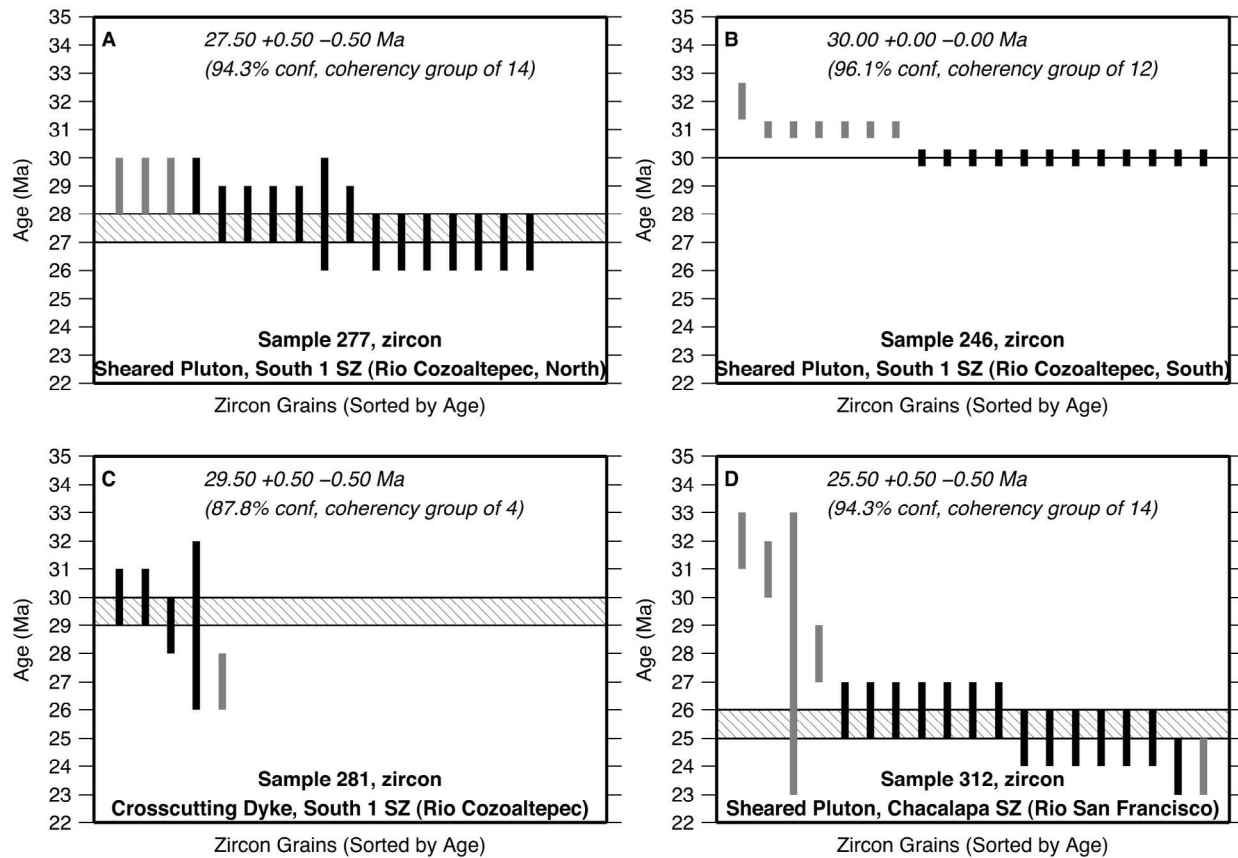 A
27.50 +0.50 −0.50 Ma
(94.3% conf, coherency group of 14)
35
34
33
32
31
30
29
28
27
26
25
24
23
22
Age (Ma)
Sample 277, zircon
Sheared Pluton, South 1 SZ (Rio Cozoaltepec, North)
Zircon Grains (Sorted by Age)
B
30.00 +0.00 −0.00 Ma
(96.1% conf, coherency group of 12)
35
34
33
32
31
30
29
28
27
26
25
24
23
22
Age (Ma)
Sample 246, zircon
Sheared Pluton, South 1 SZ (Rio Cozoaltepec, South)
Zircon Grains (Sorted by Age)
C
29.50 +0.50 −0.50 Ma
(87.8% conf, coherency group of 4)
35
34
33
32
31
30
29
28
27
26
25
24
23
22
Age (Ma)
Sample 281, zircon
Crosscutting Dyke, South 1 SZ (Rio Cozoaltepec)
Zircon Grains (Sorted by Age)
D
25.50 +0.50 −0.50 Ma
(94.3% conf, coherency group of 14)
35
34
33
32
31
30
29
28
27
26
25
24
23
22
Age (Ma)
Sample 312, zircon
Sheared Pluton, Chacalapa SZ (Rio San Francisco)
Zircon Grains (Sorted by Age)